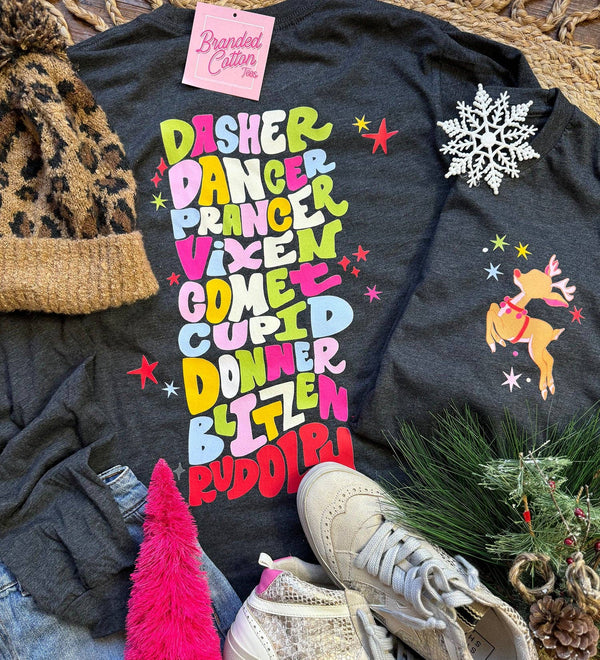 Branded
Cotton
Tees.
DASHER
DANCER
PRANCER
ViXEN
COMEt
CUPID
DONNER
BLITZEN
RUDOLPH